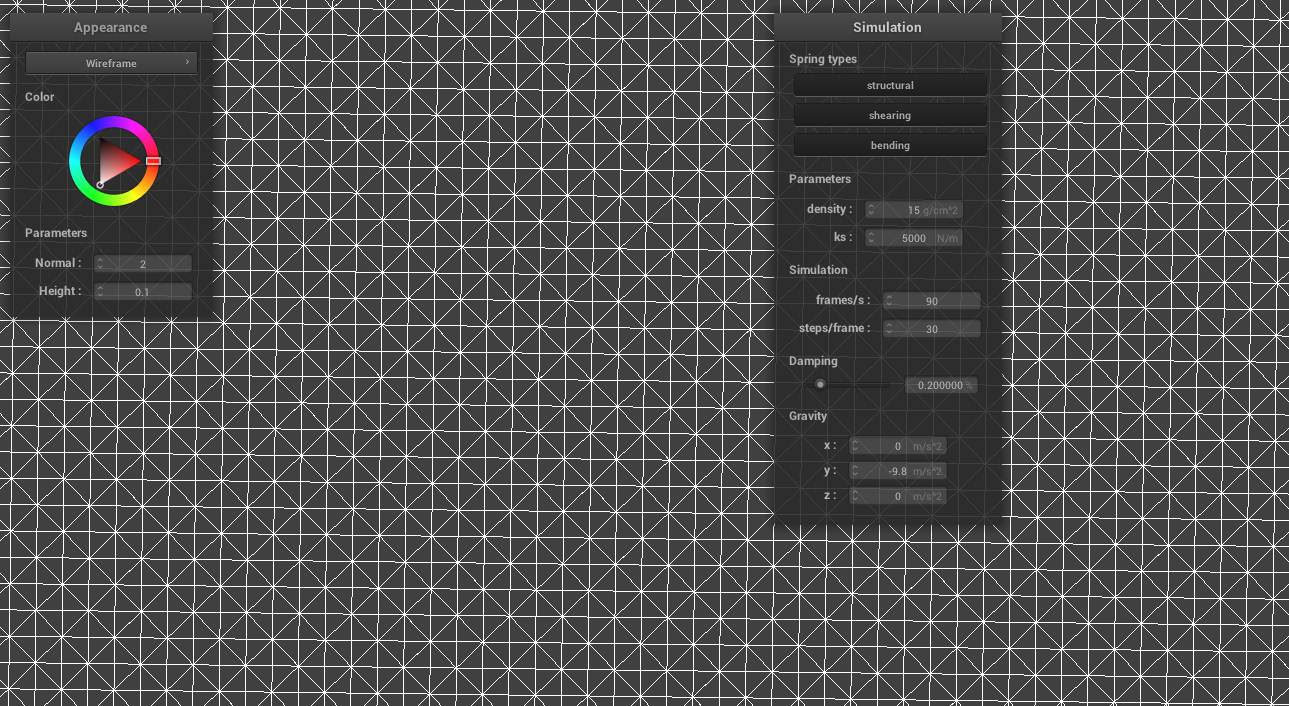 Appearance
Wireframe ›
Color
Parameters
Normal : 2
Height : 0.1
Simulation
Spring types
structural
shearing
bending
Parameters
density : 15 g/cm^2
ks : 5000 N/m
Simulation
frames/s : 90
steps/frame : 30
Damping
0.200000 %
Gravity
x : 0 m/s^2
y : -9.8 m/s^2
z : 0 m/s^2